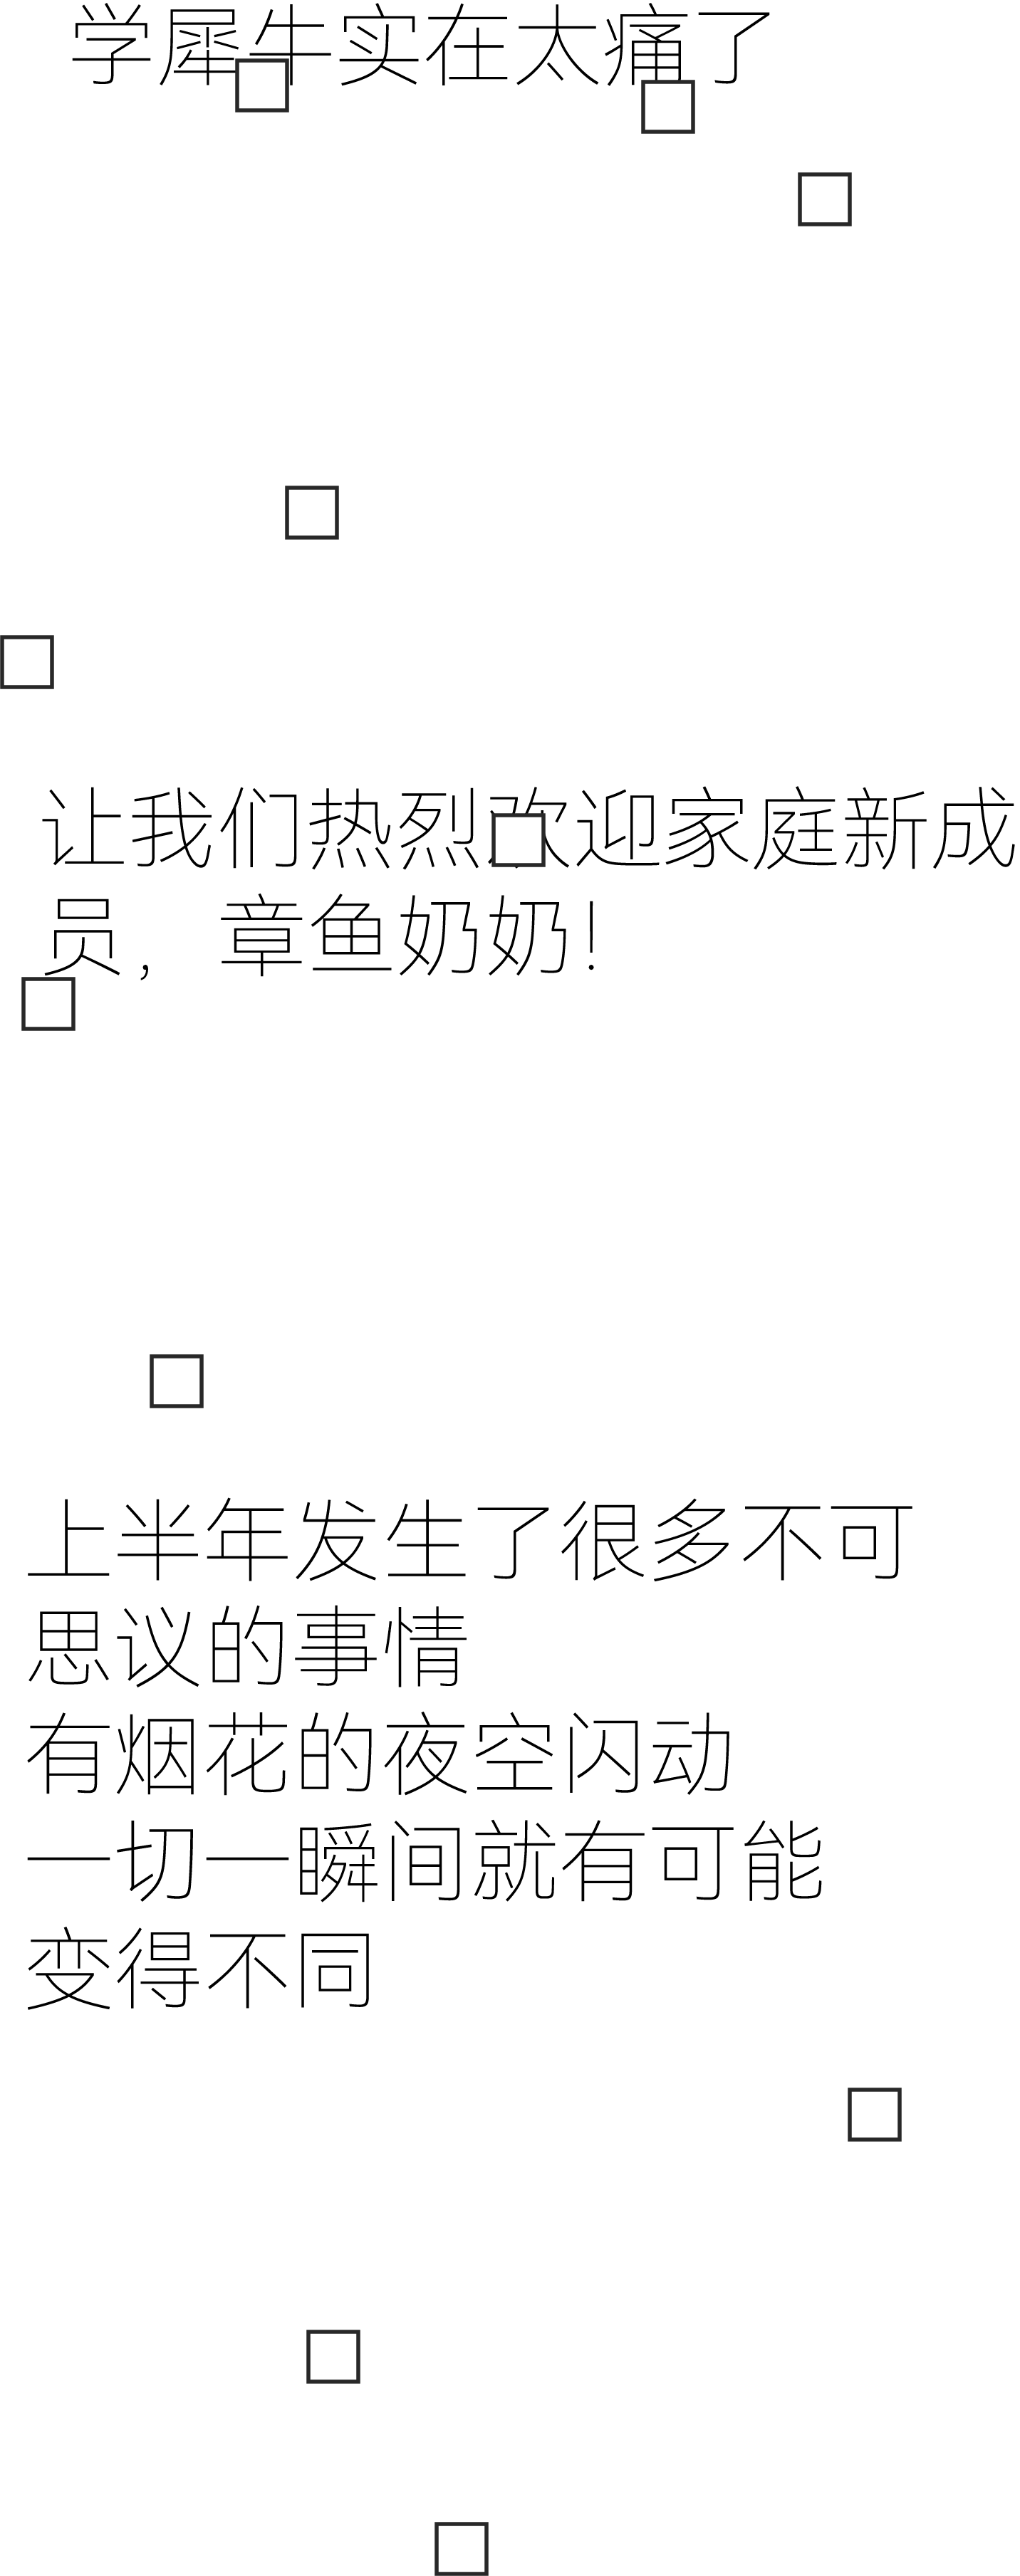 学犀牛实在太痛了
让我们热烈欢迎家庭新成
员，章鱼奶奶！
上半年发生了很多不可
思议的事情
有烟花的夜空闪动
一切一瞬间就有可能
变得不同